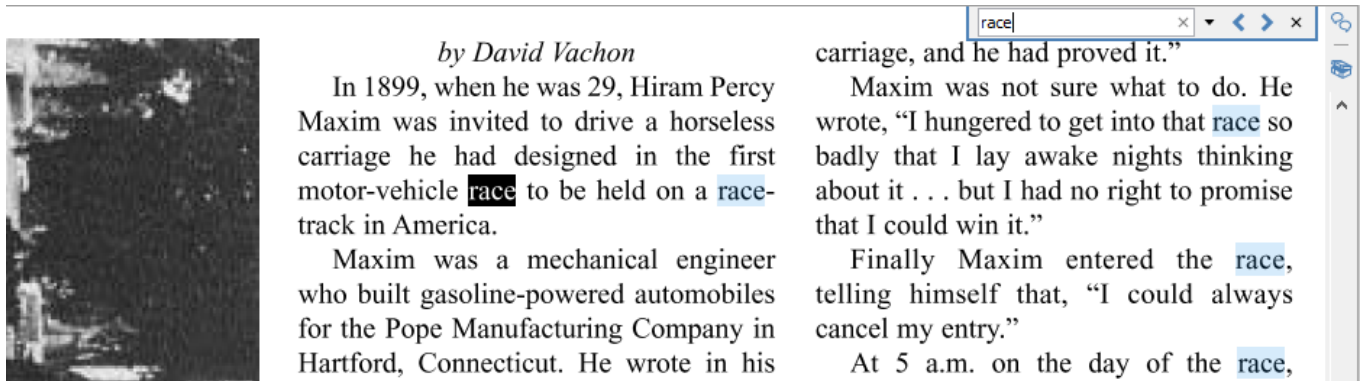 race
by David Vachon
In 1899, when he was 29, Hiram Percy
Maxim was invited to drive a horseless
carriage he had designed in the first
motor-vehicle race to be held on a race-
track in America.
Maxim was a mechanical engineer
who built gasoline-powered automobiles
for the Pope Manufacturing Company in
Hartford, Connecticut. He wrote in his
carriage, and he had proved it.”
Maxim was not sure what to do. He
wrote, “I hungered to get into that race so
badly that I lay awake nights thinking
about it . . . but I had no right to promise
that I could win it.”
Finally Maxim entered the race,
telling himself that, “I could always
cancel my entry.”
At 5 a.m. on the day of the race,